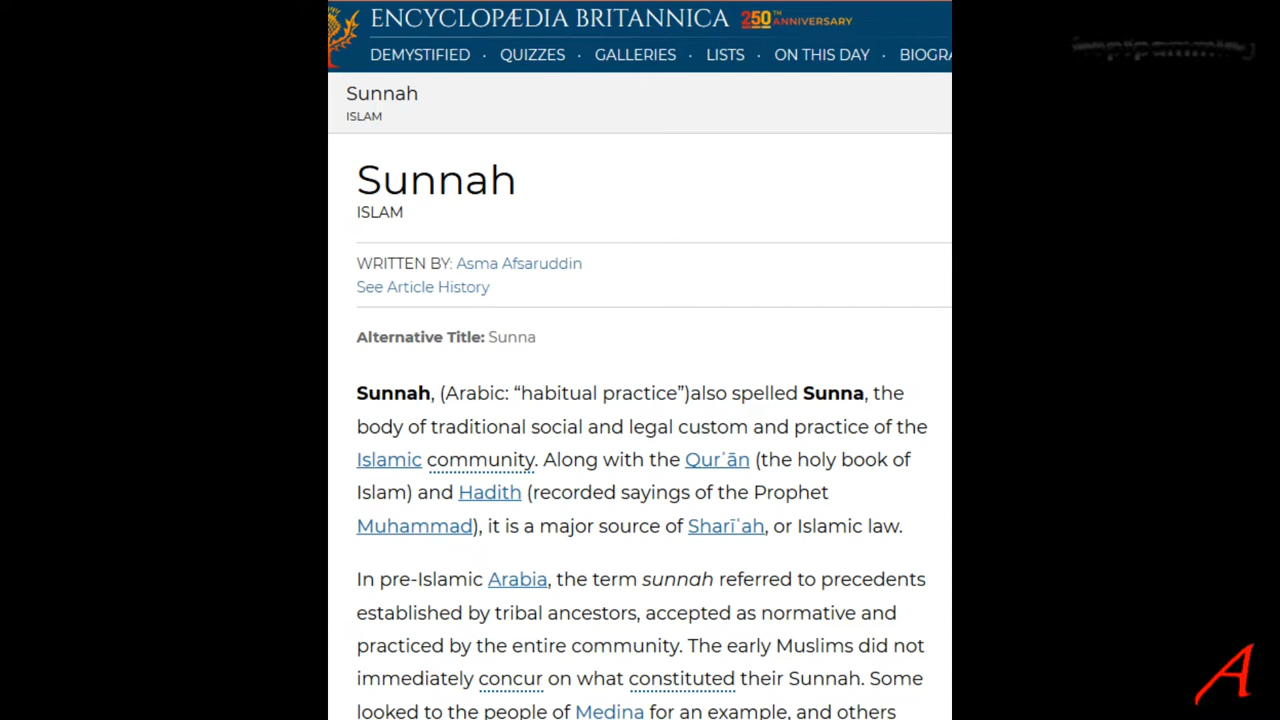 ENCYCLOPÆDIA BRITANNICA 250TH ANNIVERSARY
DEMYSTIFIED · QUIZZES · GALLERIES · LISTS · ON THIS DAY · BIOGRA
Sunnah
ISLAM
Sunnah
ISLAM
WRITTEN BY: Asma Afsaruddin
See Article History
Alternative Title: Sunna
Sunnah, (Arabic: “habitual practice”)also spelled Sunna, the
body of traditional social and legal custom and practice of the
Islamic community. Along with the Qurʾān (the holy book of
Islam) and Hadith (recorded sayings of the Prophet
Muhammad), it is a major source of Sharīʿah, or Islamic law.
In pre-Islamic Arabia, the term sunnah referred to precedents
established by tribal ancestors, accepted as normative and
practiced by the entire community. The early Muslims did not
immediately concur on what constituted their Sunnah. Some
looked to the people of Medina for an example, and others
A